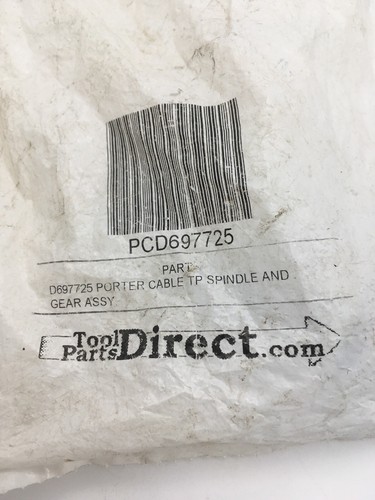 PCD697725
PART
D697725 PORTER CABLE TP SPINDLE AND
GEAR ASSY
Tool
Parts Direct.com